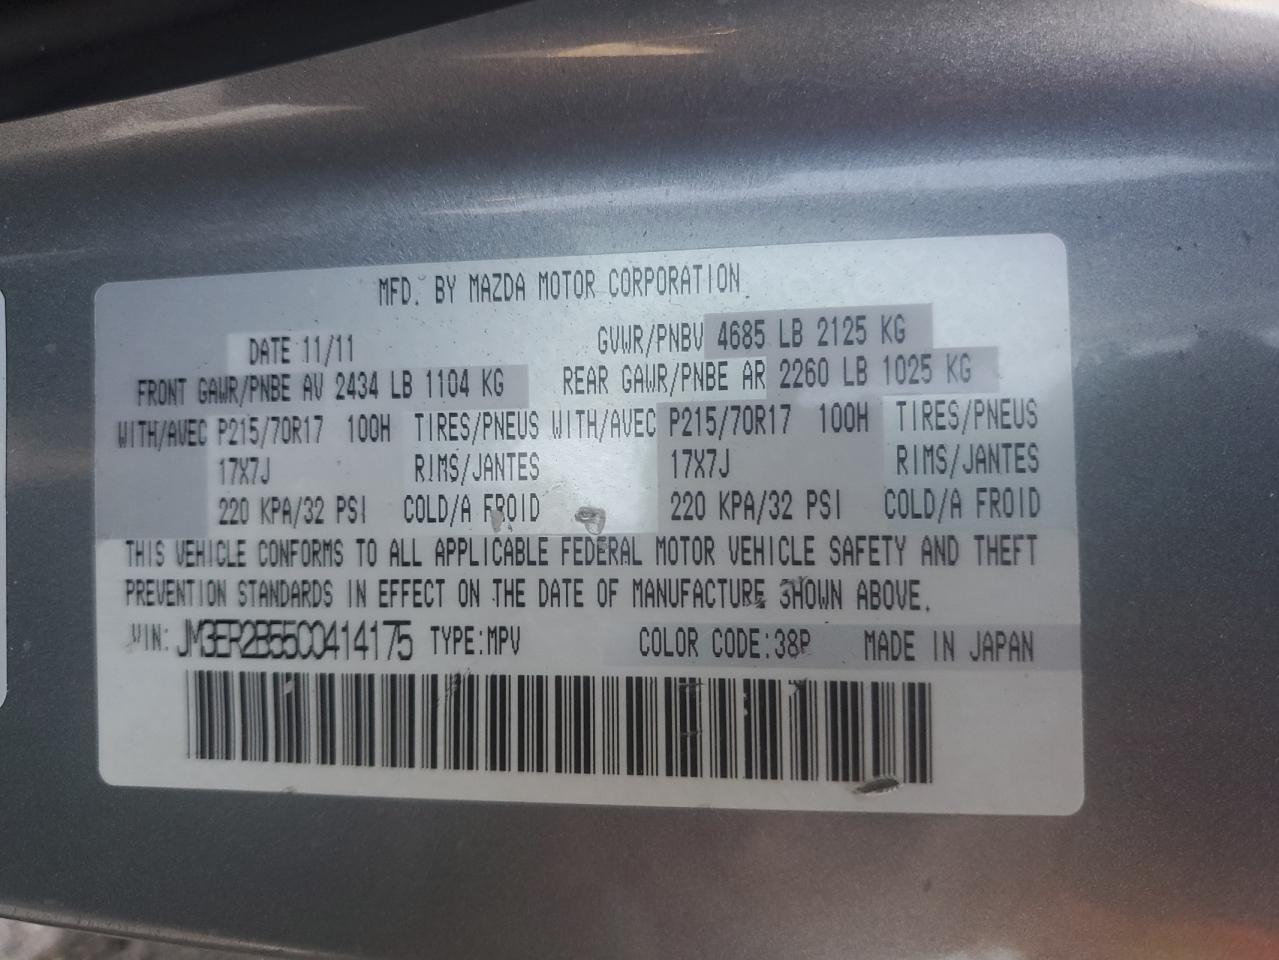 MFD. BY MAZDA MOTOR CORPORATION
DATE 11/11 GVWR/PNBV 4685 LB 2125 KG
FRONT GAWR/PNBE AV 2434 LB 1104 KG REAR GAWR/PNBE AR 2260 LB 1025 KG
WITH/AVEC P215/70R17 100H TIRES/PNEUS WITH/AVEC P215/70R17 100H TIRES/PNEUS
17X7J RIMS/JANTES 17X7J RIMS/JANTES
220 KPA/32 PSI COLD/A FROID 220 KPA/32 PSI COLD/A FROID
THIS VEHICLE CONFORMS TO ALL APPLICABLE FEDERAL MOTOR VEHICLE SAFETY AND THEFT
PREVENTION STANDARDS IN EFFECT ON THE DATE OF MANUFACTURE SHOWN ABOVE.
VIN: JM3ER2B55C0414175 TYPE:MPV COLOR CODE:38P MADE IN JAPAN